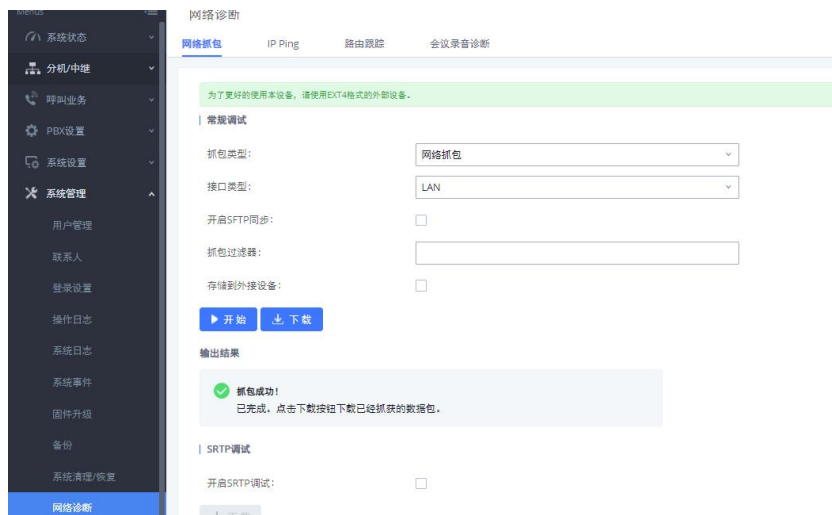 Menus
网络诊断
系统状态
分机/中继
呼叫业务
PBX设置
系统设置
系统管理
用户管理
联系人
登录设置
操作日志
系统日志
系统事件
固件升级
备份
系统清理/恢复
网络诊断
网络抓包 IP Ping 路由跟踪 会议录音诊断
为了更好的使用本设备，请使用EXT4格式的外部设备。
常规调试
抓包类型： 网络抓包
接口类型： LAN
开启SFTP同步：
抓包过滤器：
存储到外接设备：
开始 下载
输出结果
抓包成功！
已完成。点击下载按钮下载已经抓获的数据包。
SRTP调试
开启SRTP调试：
下载